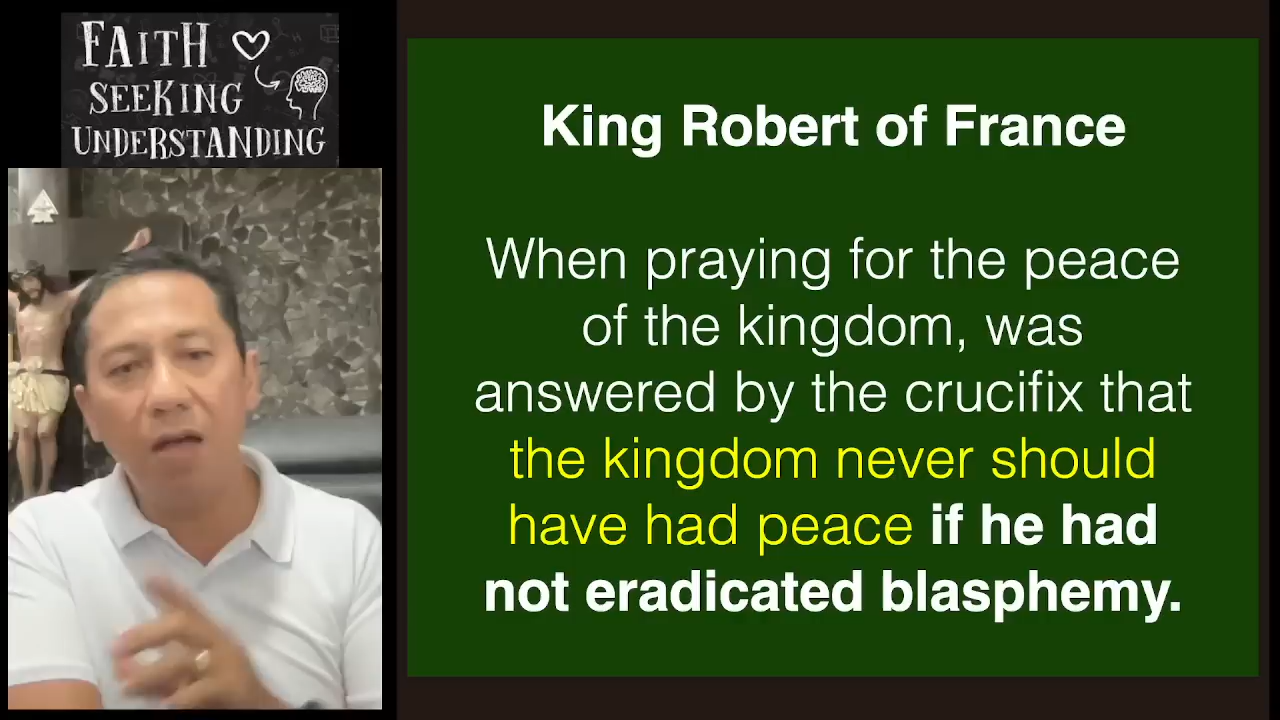 FAITH
SEEKING
UNDERSTANDING
King Robert of France
When praying for the peace
of the kingdom, was
answered by the crucifix that
the kingdom never should
have had peace if he had
not eradicated blasphemy.